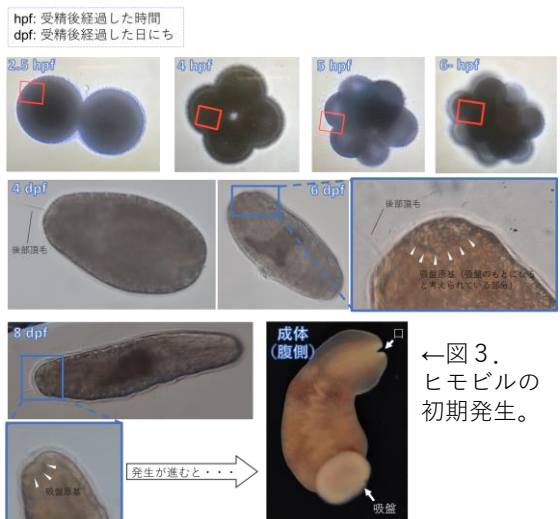 hpf: 受精後経過した時間
dpf: 受精後経過した日にち
2.5 hpf
4 hpf
5 hpf
6- hpf
4 dpf
後部頂毛
6 dpf
後部頂毛
吸盤原基（吸盤のもとになる
と考えられている部分）
8 dpf
吸盤原基
発生が進むと・・・
成体
(腹側)
口
吸盤
←図３.
ヒモビルの
初期発生。